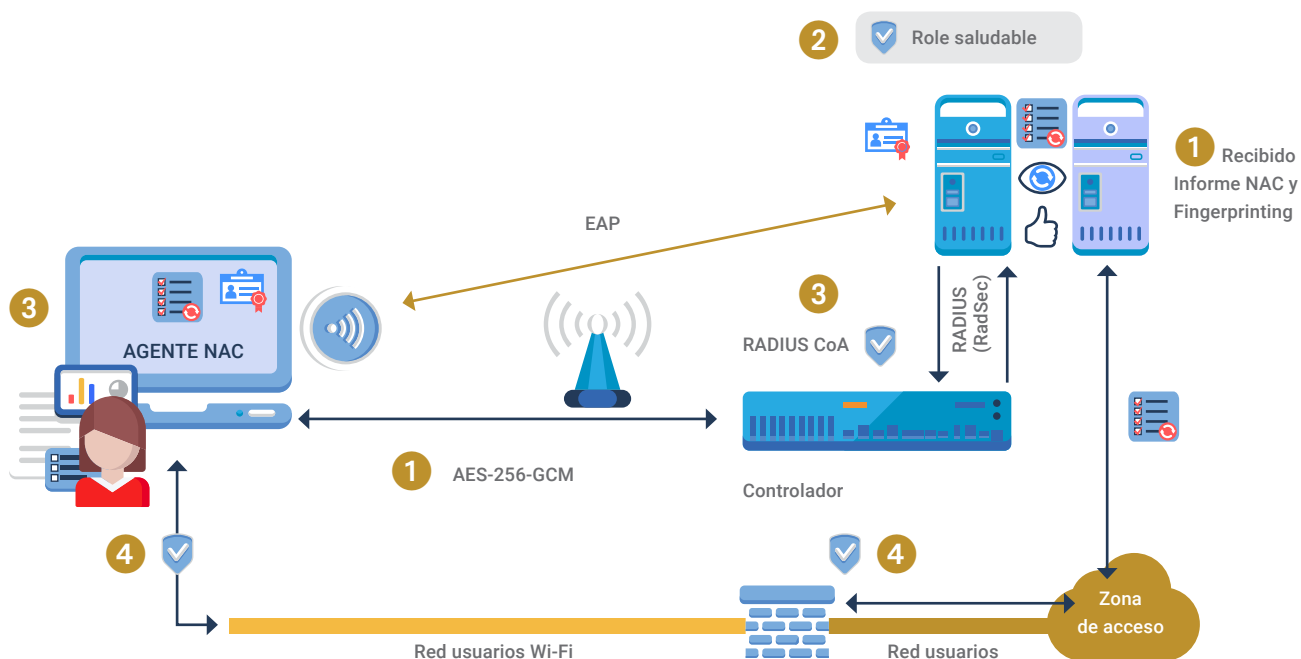 2
Role saludable
1 Recibido
Informe NAC y
Fingerprinting
EAP
3
AGENTE NAC
3
RADIUS CoA
RADIUS
(RadSec)
1
AES-256-GCM
Controlador
4
4
Zona
de acceso
Red usuarios Wi-Fi
Red usuarios